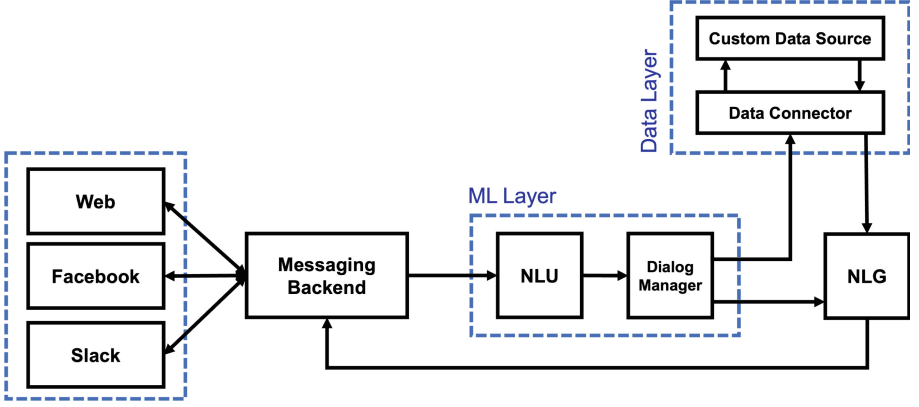 Custom Data Source
Data Layer
Data Connector
Web
Facebook
Slack
Messaging
Backend
ML Layer
NLU
Dialog
Manager
NLG